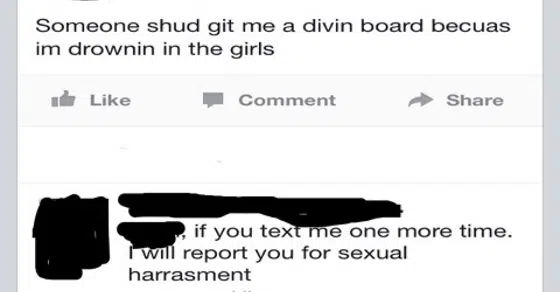 Someone shud git me a divin board becuas
im drownin in the girls
Like Comment Share
, if you text me one more time.
I will report you for sexual
harrasment